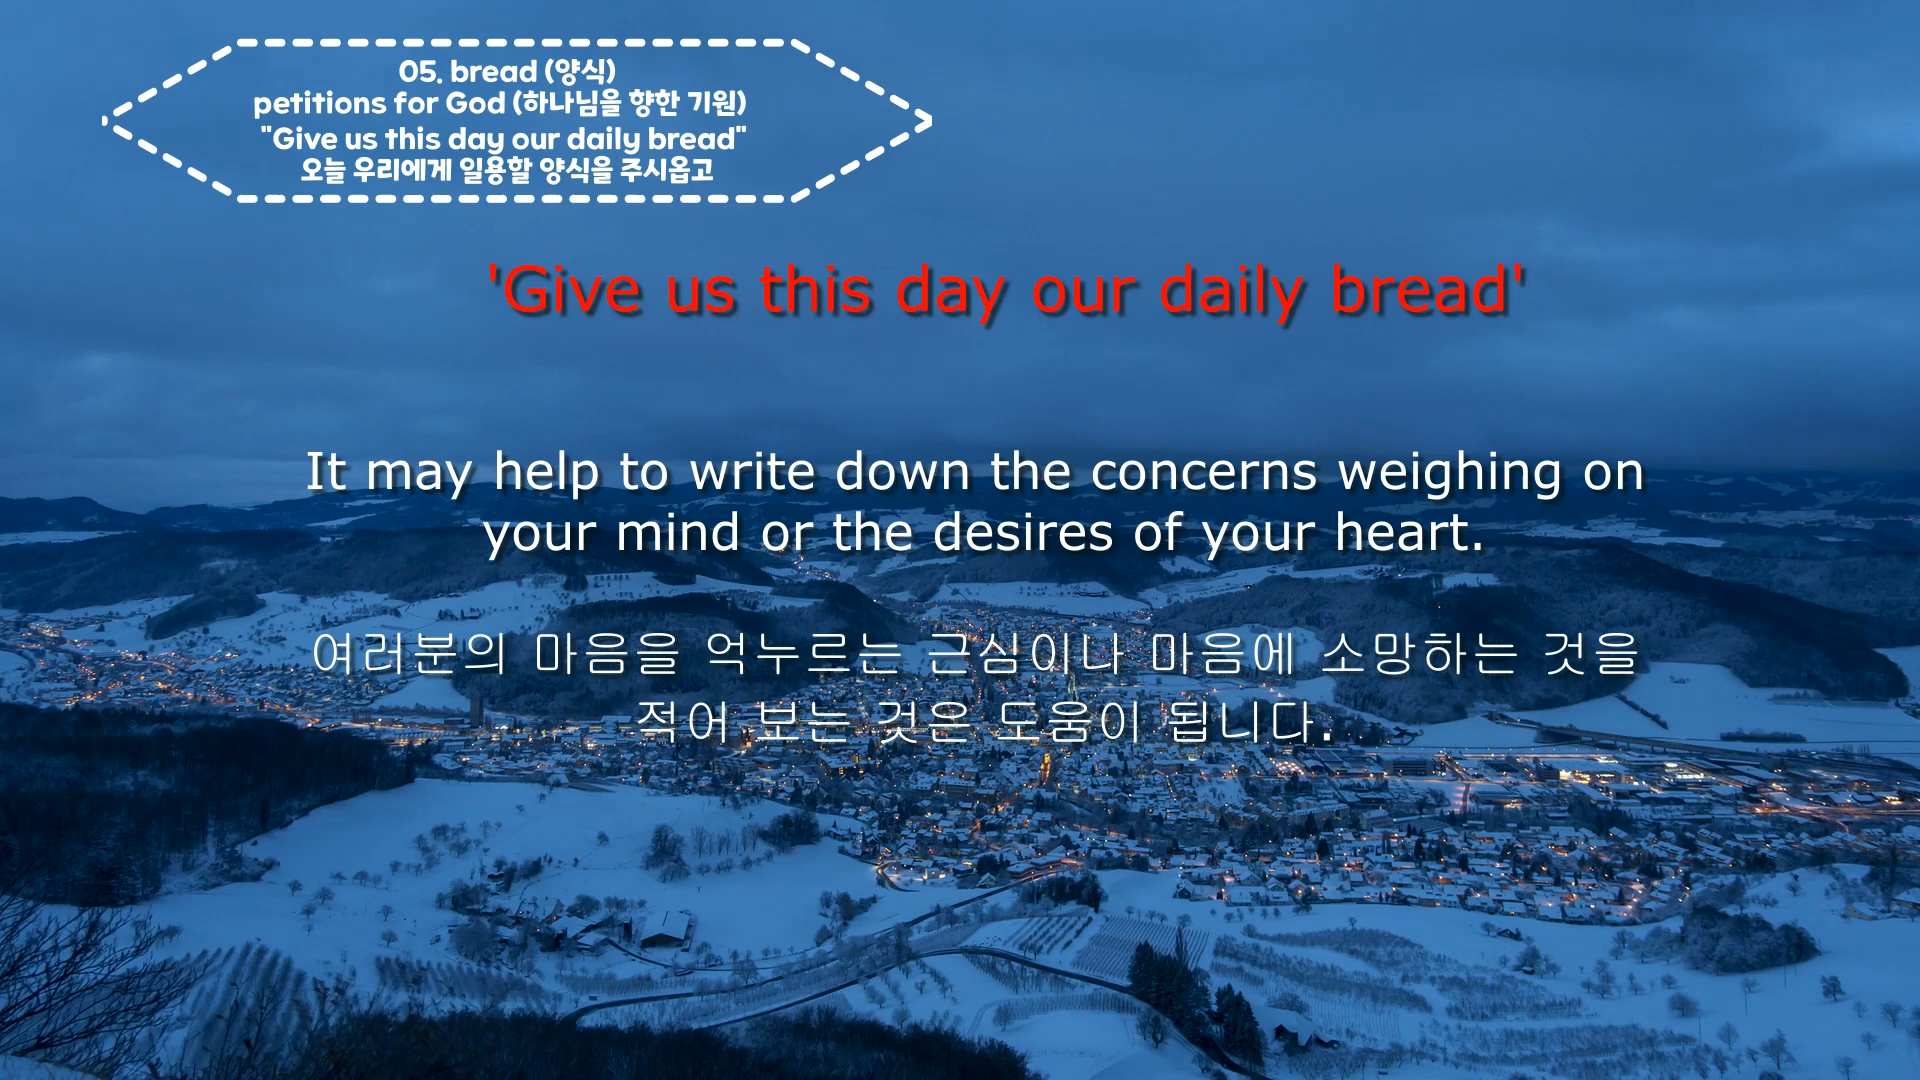 05. bread (양식)
petitions for God (하나님을 향한 기원)
"Give us this day our daily bread"
오늘 우리에게 일용할 양식을 주시옵고
'Give us this day our daily bread'
It may help to write down the concerns weighing on
your mind or the desires of your heart.
여러분의 마음을 억누르는 근심이나 마음에 소망하는 것을
적어 보는 것은 도움이 됩니다.